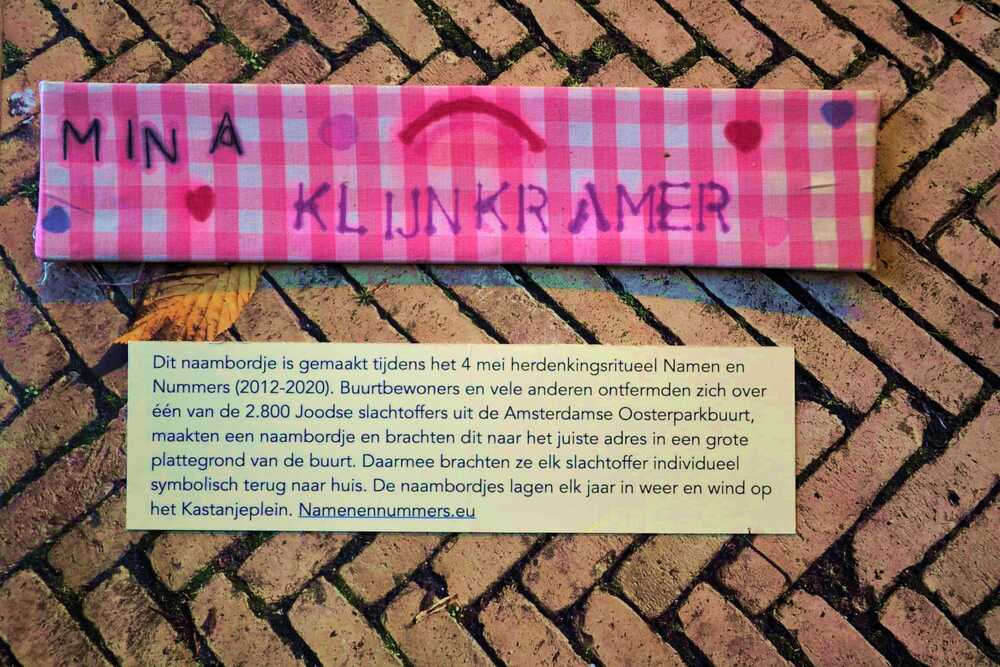 MINA
KLIJNKRAMER
Dit naambordje is gemaakt tijdens het 4 mei herdenkingsritueel Namen en
Nummers (2012-2020). Buurtbewoners en vele anderen ontfermden zich over
één van de 2.800 Joodse slachtoffers uit de Amsterdamse Oosterparkbuurt,
maakten een naambordje en brachten dit naar het juiste adres in een grote
plattegrond van de buurt. Daarmee brachten ze elk slachtoffer individueel
symbolisch terug naar huis. De naambordjes lagen elk jaar in weer en wind op
het Kastanjeplein. Namenennummers.eu